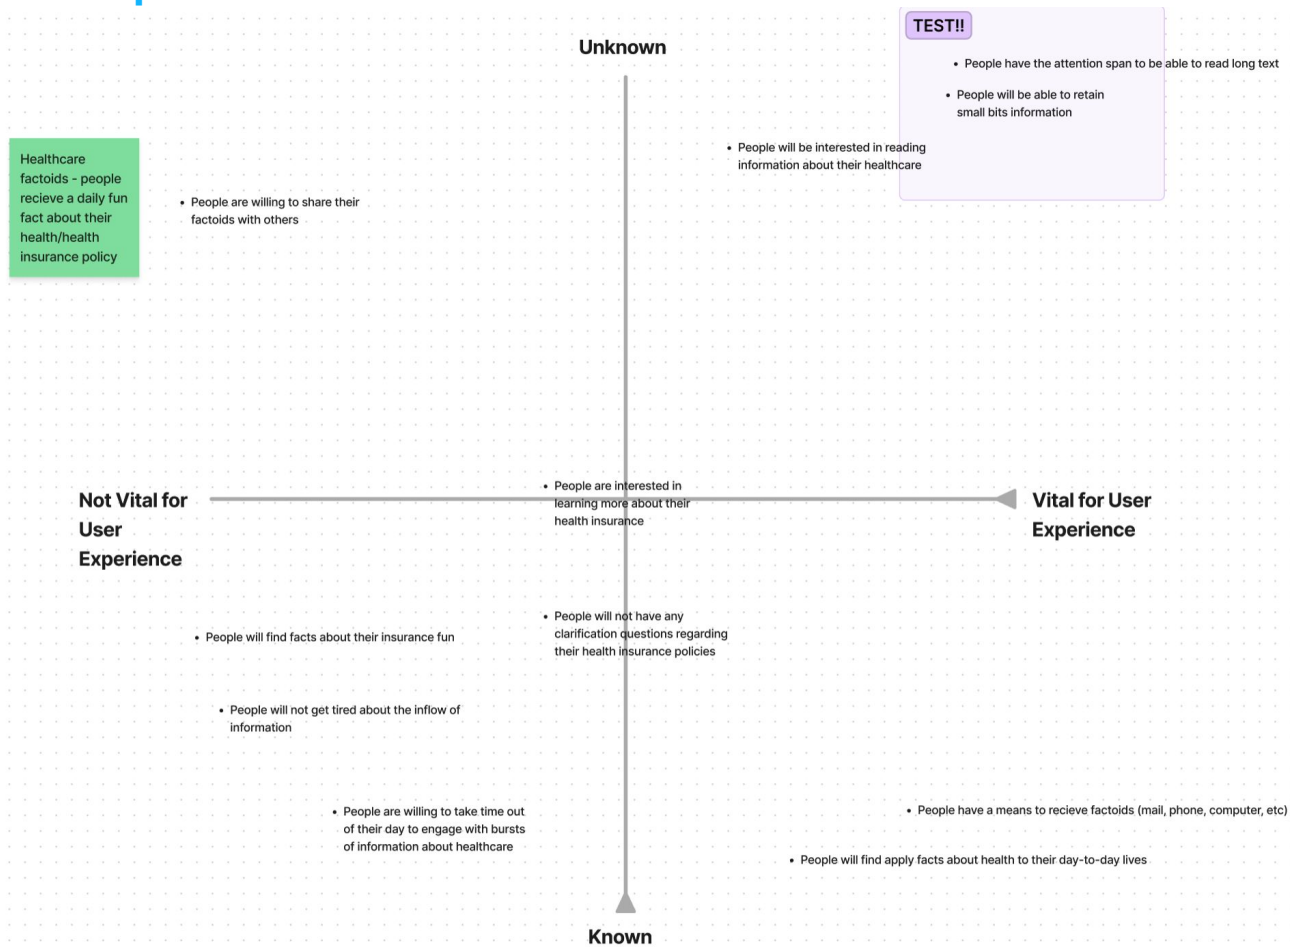 Unknown
TEST!!
• People have the attention span to be able to read long text
• People will be able to retain
small bits information
• People will be interested in reading
information about their healthcare
Healthcare
factoids - people
recieve a daily fun
fact about their
health/health
insurance policy
• People are willing to share their
factoids with others
Not Vital for
User
Experience
• People are interested in
learning more about their
health insurance
Vital for User
Experience
• People will not have any
clarification questions regarding
their health insurance policies
• People will find facts about their insurance fun
• People will not get tired about the inflow of
information
• People are willing to take time out
of their day to engage with bursts
of information about healthcare
• People have a means to recieve factoids (mail, phone, computer, etc)
• People will find apply facts about health to their day-to-day lives
Known